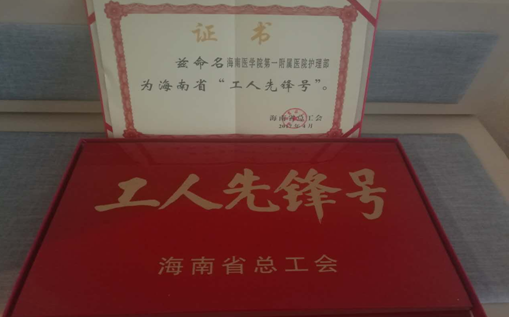 证书
兹命名海南医学院第一附属医院护理部
为海南省“工人先锋号”。
海南省总工会
工人先锋号
海南省总工会